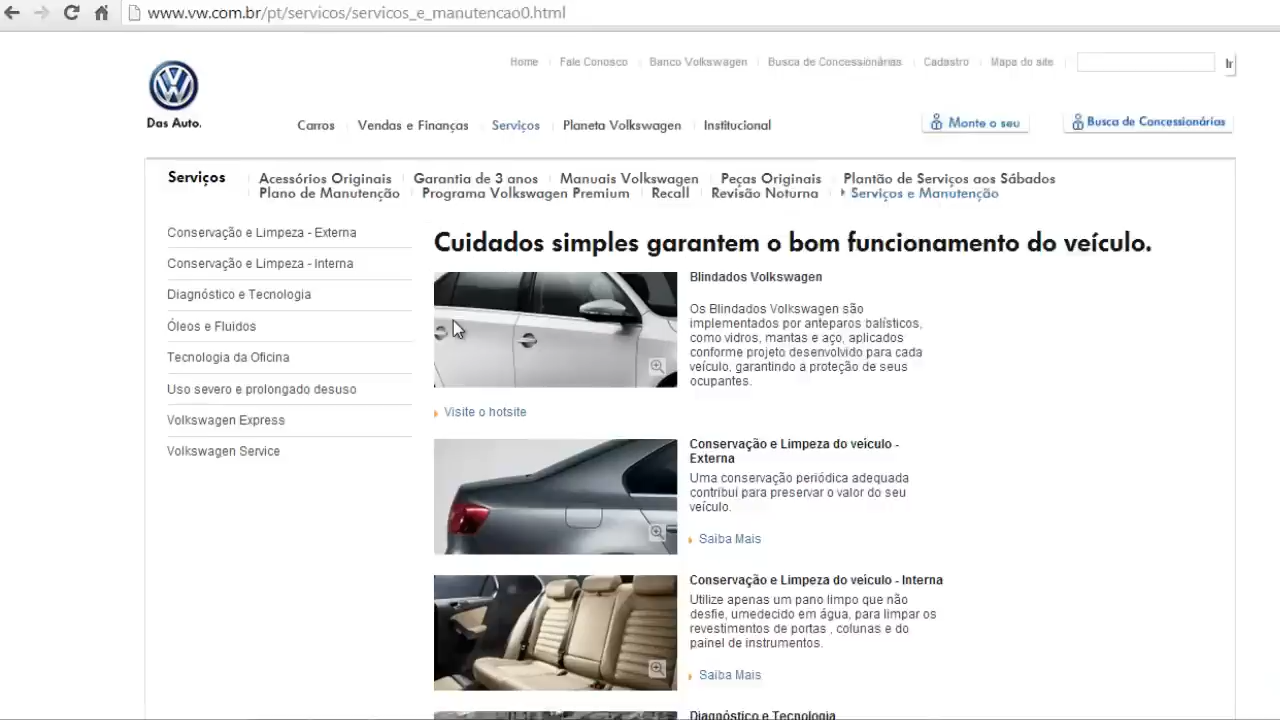 www.vw.com.br/pt/servicos/servicos_e_manutencao0.html
Home Fale Conosco Banco Volkswagen Busca de Concessionárias Cadastro Mapa do site Ir
Das Auto.
Carros Vendas e Finanças Serviços Planeta Volkswagen Institucional Monte o seu Busca de Concessionárias
Serviços Acessórios Originais Garantia de 3 anos Manuais Volkswagen Peças Originais Plantão de Serviços aos Sábados
Plano de Manutenção Programa Volkswagen Premium Recall Revisão Noturna Serviços e Manutenção
Conservação e Limpeza - Externa
Conservação e Limpeza - Interna
Diagnóstico e Tecnologia
Óleos e Fluidos
Tecnologia da Oficina
Uso severo e prolongado desuso
Volkswagen Express
Volkswagen Service
Cuidados simples garantem o bom funcionamento do veículo.
Blindados Volkswagen
Os Blindados Volkswagen são
implementados por anteparos balísticos,
como vidros, mantas e aço, aplicados
conforme projeto desenvolvido para cada
veículo, garantindo a proteção de seus
ocupantes.
Visite o hotsite
Conservação e Limpeza do veículo -
Externa
Uma conservação periódica adequada
contribui para preservar o valor do seu
veículo.
Saiba Mais
Conservação e Limpeza do veículo - Interna
Utilize apenas um pano limpo que não
desfie, umedecido em água, para limpar os
revestimentos de portas , colunas e do
painel de instrumentos.
Saiba Mais
Diagnóstico e Tecnologia